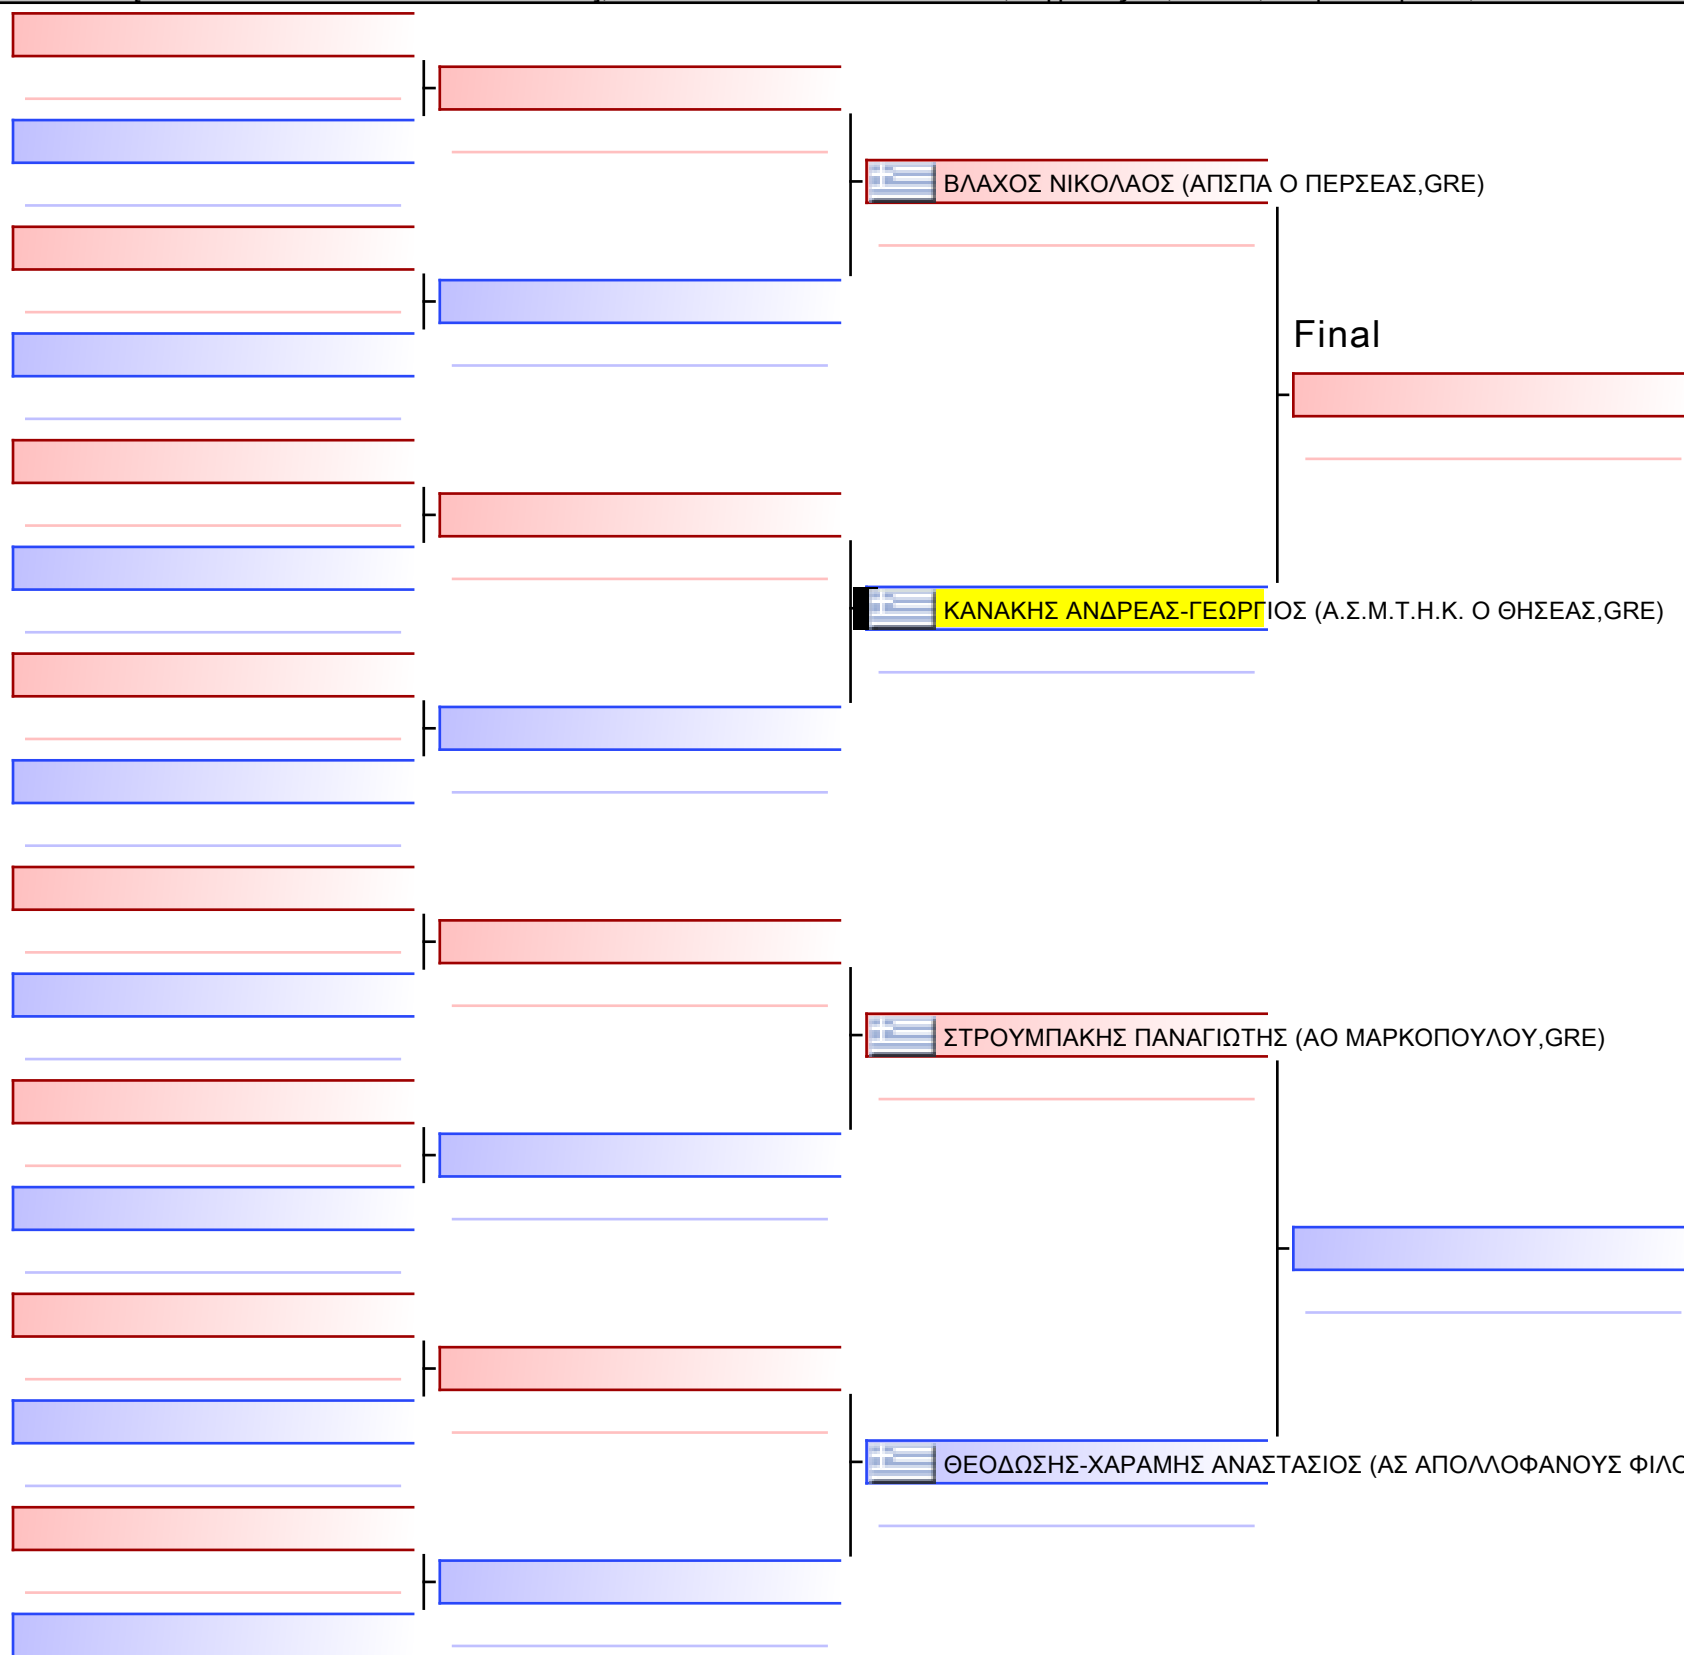 ΒΛΑΧΟΣ ΝΙΚΟΛΑΟΣ (ΑΠΣΠΑ Ο ΠΕΡΣΕΑΣ,GRE)
Final
ΚΑΝΑΚΗΣ ΑΝΔΡΕΑΣ-ΓΕΩΡΓΙΟΣ (Α.Σ.Μ.Τ.Η.Κ. Ο ΘΗΣΕΑΣ,GRE)
ΣΤΡΟΥΜΠΑΚΗΣ ΠΑΝΑΓΙΩΤΗΣ (ΑΟ ΜΑΡΚΟΠΟΥΛΟΥ,GRE)
ΘΕΟΔΩΣΗΣ-ΧΑΡΑΜΗΣ ΑΝΑΣΤΑΣΙΟΣ (ΑΣ ΑΠΟΛΛΟΦΑΝΟΥΣ